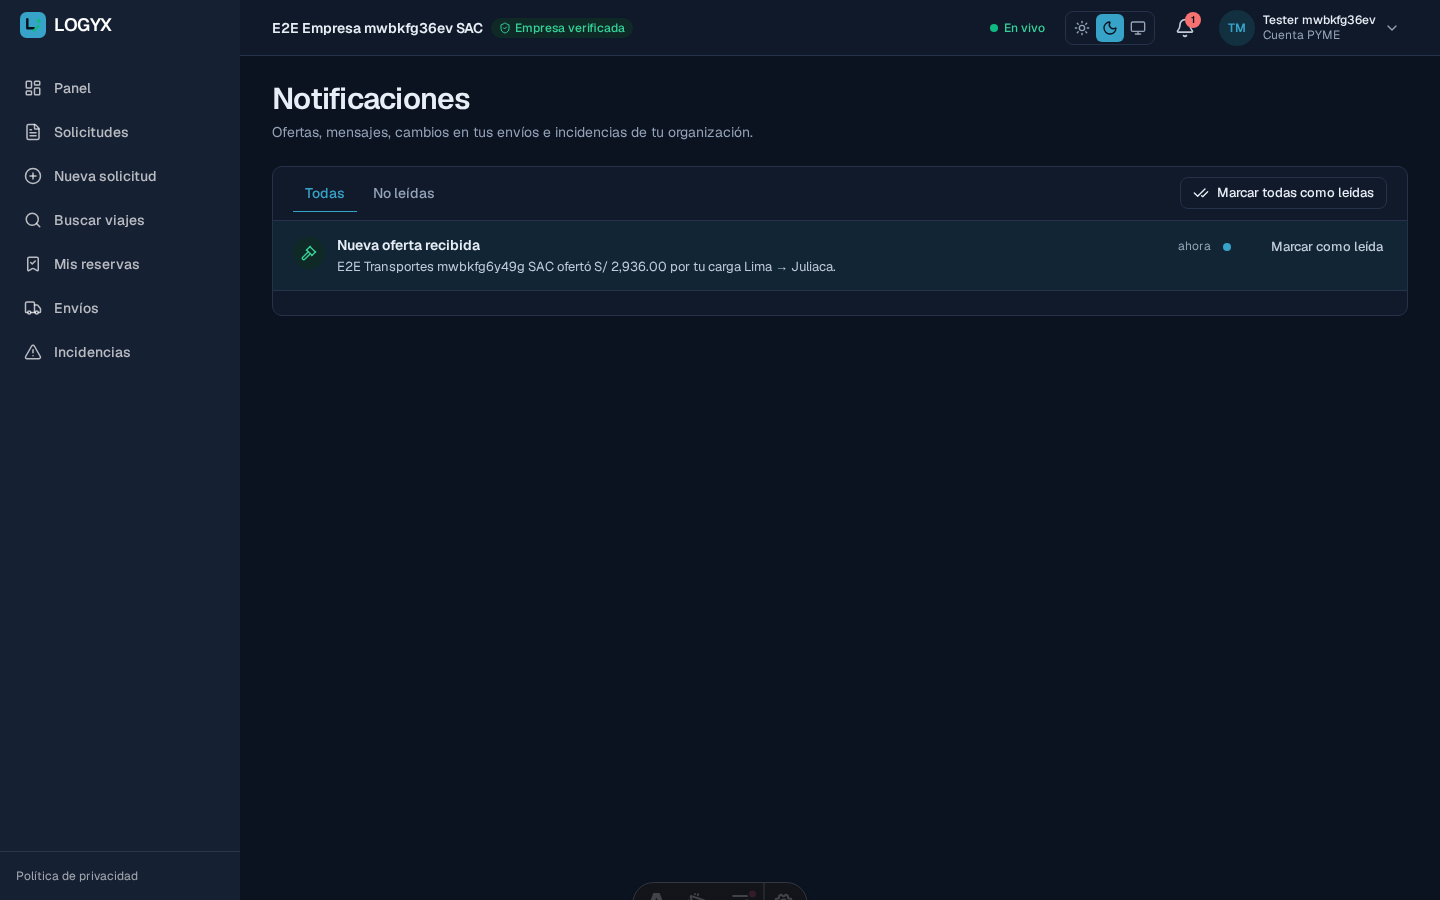 LOGYX
E2E Empresa mwbkfg36ev SAC
Empresa verificada
En vivo
1
TM
Tester mwbkfg36ev
Cuenta PYME
Panel
Solicitudes
Nueva solicitud
Buscar viajes
Mis reservas
Envíos
Incidencias
Política de privacidad
Notificaciones
Ofertas, mensajes, cambios en tus envíos e incidencias de tu organización.
Todas
No leídas
Marcar todas como leídas
Nueva oferta recibida
ahora
Marcar como leída
E2E Transportes mwbkfg6y49g SAC ofertó S/ 2,936.00 por tu carga Lima → Juliaca.